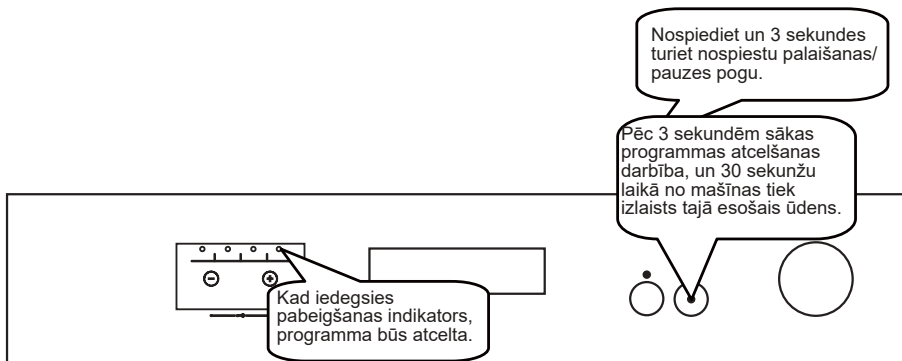 Nospiediet un 3 sekundes
turiet nospiestu palaišanas/
pauzes pogu.
Pēc 3 sekundēm sākas
programmas atcelšanas
darbība, un 30 sekunžu
laikā no mašīnas tiek
izlaists tajā esošais ūdens.
Kad iedegsies
pabeigšanas indikators,
programma būs atcelta.